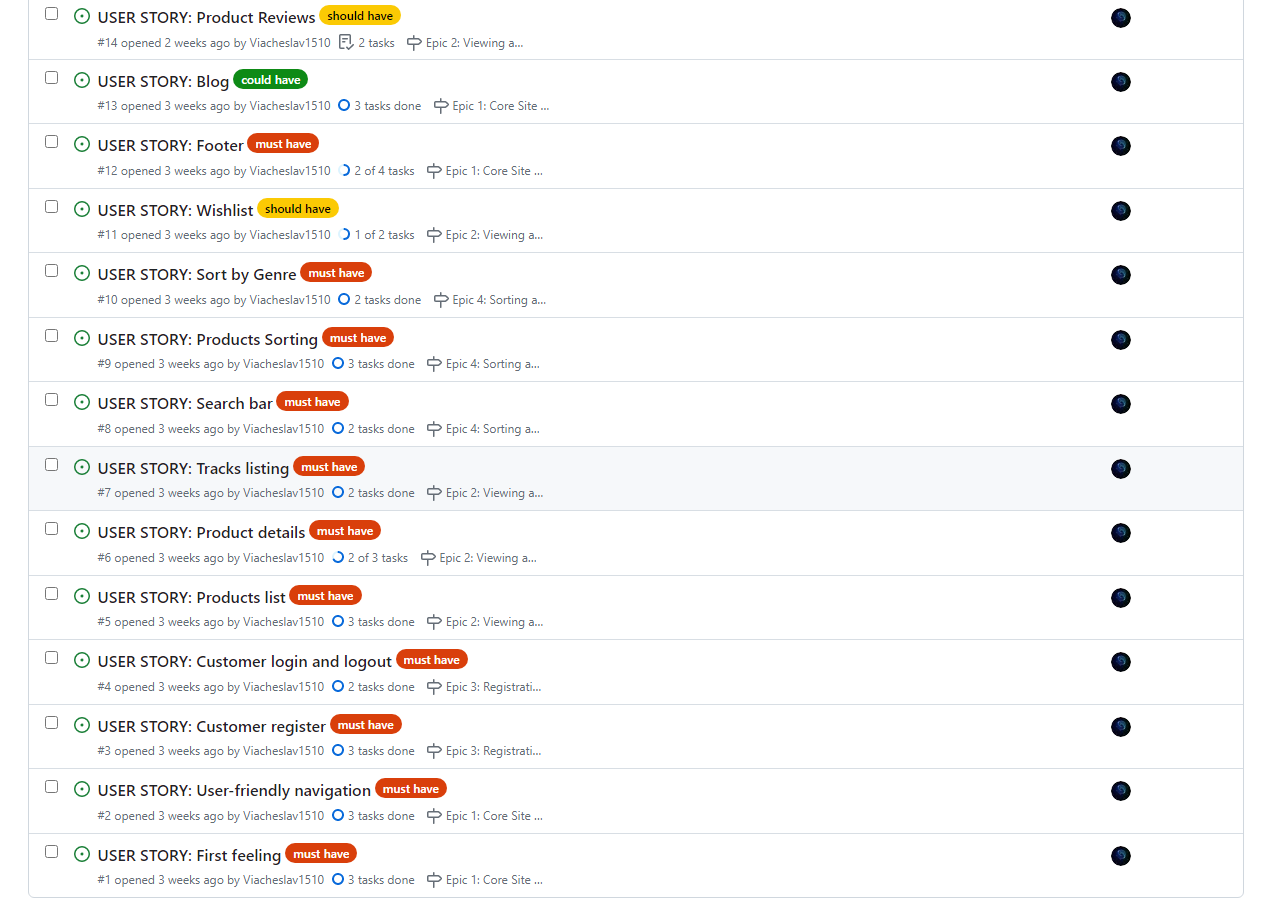 USER STORY: Product Reviews should have
#14 opened 2 weeks ago by Viacheslav1510 2 tasks Epic 2: Viewing a...
USER STORY: Blog could have
#13 opened 3 weeks ago by Viacheslav1510 3 tasks done Epic 1: Core Site ...
USER STORY: Footer must have
#12 opened 3 weeks ago by Viacheslav1510 2 of 4 tasks Epic 1: Core Site ...
USER STORY: Wishlist should have
#11 opened 3 weeks ago by Viacheslav1510 1 of 2 tasks Epic 2: Viewing a...
USER STORY: Sort by Genre must have
#10 opened 3 weeks ago by Viacheslav1510 2 tasks done Epic 4: Sorting a...
USER STORY: Products Sorting must have
#9 opened 3 weeks ago by Viacheslav1510 3 tasks done Epic 4: Sorting a...
USER STORY: Search bar must have
#8 opened 3 weeks ago by Viacheslav1510 2 tasks done Epic 4: Sorting a...
USER STORY: Tracks listing must have
#7 opened 3 weeks ago by Viacheslav1510 2 tasks done Epic 2: Viewing a...
USER STORY: Product details must have
#6 opened 3 weeks ago by Viacheslav1510 2 of 3 tasks Epic 2: Viewing a...
USER STORY: Products list must have
#5 opened 3 weeks ago by Viacheslav1510 3 tasks done Epic 2: Viewing a...
USER STORY: Customer login and logout must have
#4 opened 3 weeks ago by Viacheslav1510 2 tasks done Epic 3: Registrati...
USER STORY: Customer register must have
#3 opened 3 weeks ago by Viacheslav1510 3 tasks done Epic 3: Registrati...
USER STORY: User-friendly navigation must have
#2 opened 3 weeks ago by Viacheslav1510 3 tasks done Epic 1: Core Site ...
USER STORY: First feeling must have
#1 opened 3 weeks ago by Viacheslav1510 3 tasks done Epic 1: Core Site ...